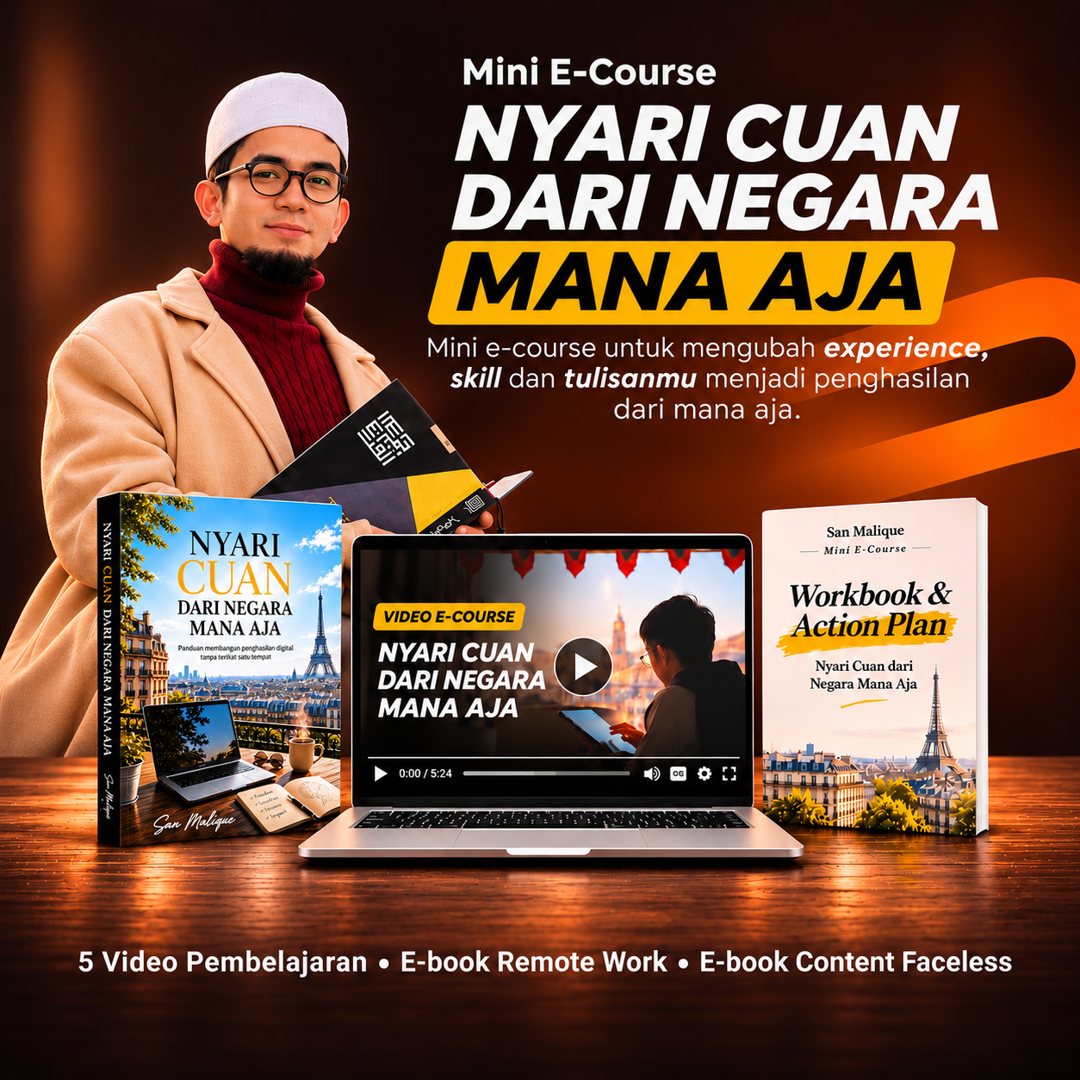 Mini E-Course
NYARI CUAN
DARI NEGARA
MANA AJA
Mini e-course untuk mengubah experience,
skill dan tulisanmu menjadi penghasilan
dari mana aja.
NYARI CUAN DARI NEGARA MANA AJA
San Malique
NYARI
CUAN
DARI NEGARA
MANA AJA
Panduan membangun penghasilan digital
tanpa terikat satu tempat
San Malique
VIDEO E-COURSE
NYARI CUAN
DARI NEGARA
MANA AJA
0:00 / 5:24
San Malique
Mini E-Course
Workbook &
Action Plan
Nyari Cuan dari
Negara Mana Aja
5 Video Pembelajaran • E-book Remote Work • E-book Content Faceless